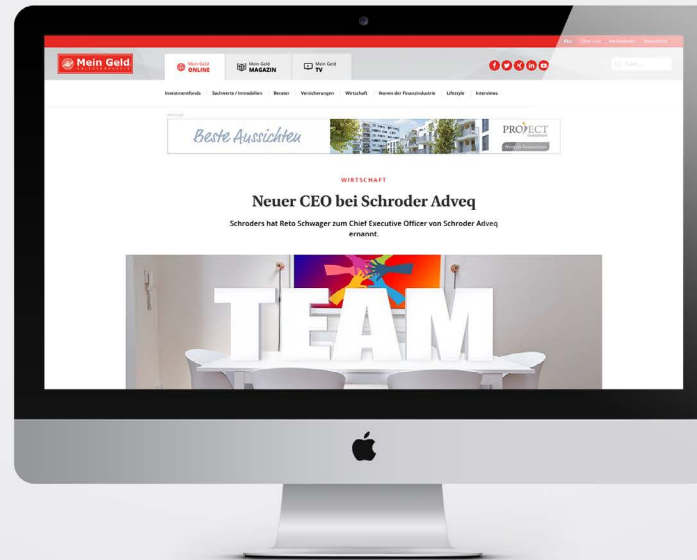 Abo
Mein Geld
Mein Geld
ONLINE
Mein Geld
MAGAZIN
Mein Geld
TV
Investmentfonds Sachwerte / Immobilien Berater Versicherungen Wirtschaft Namen der Finanzindustrie Lifestyle Interviews
Anzeige
Beste Aussichten
PROJECT
WIRTSCHAFT
Neuer CEO bei Schroder Adveq
Schroders hat Reto Schwager zum Chief Executive Officer von Schroder Adveq
ernannt.
TEAM